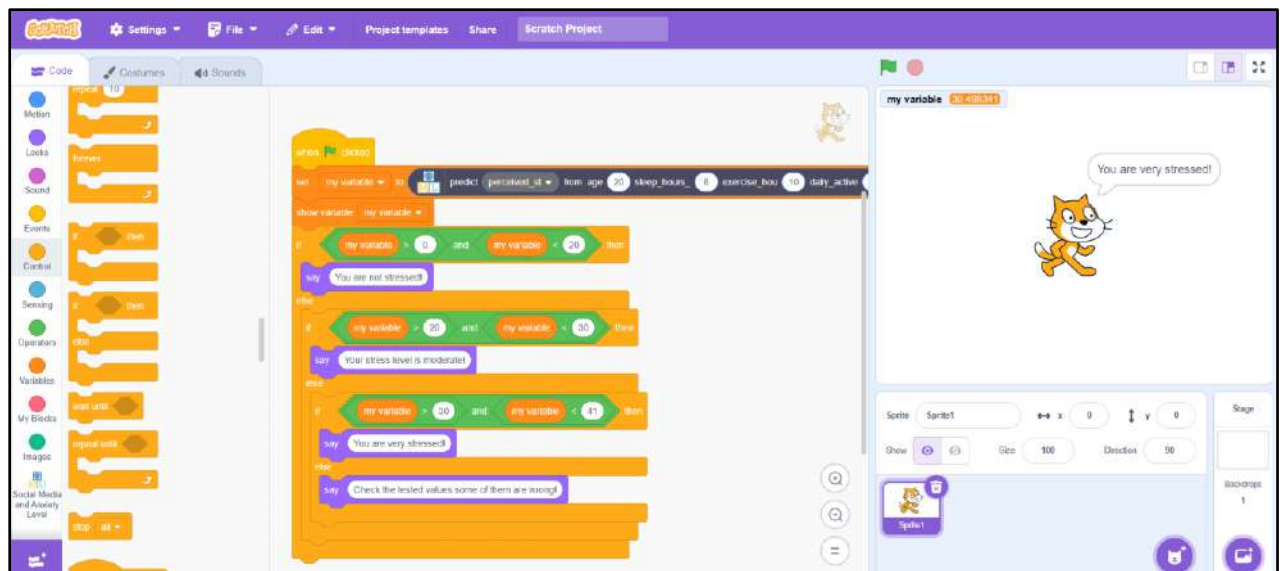 SCRATCH Settings File Edit Project templates Share Scratch Project
Code Costumes Sounds
Motion
Looks
Sound
Events
Control
Sensing
Operators
Variables
My Blocks
Images
Social Media
and Anxiety
Level
repeat 10
forever
if then
if then
else
wait until
repeat until
stop all
when clicked
set my variable to predict perceived_st from age 20 sleep_hours_ 6 exercise_hou 10 daily_active
show variable my variable
if my variable > 0 and my variable < 20 then
say You are not stressed!
else
if my variable > 20 and my variable < 30 then
say Your stress level is moderate!
else
if my variable > 30 and my variable < 41 then
say You are very stressed!
else
say Check the tested values some of them are wrong!
my variable 30.498341
You are very stressed!
Sprite Sprite1 x 0 y 0
Show Size 100 Direction 90
Sprite1
Stage
Backdrops
1